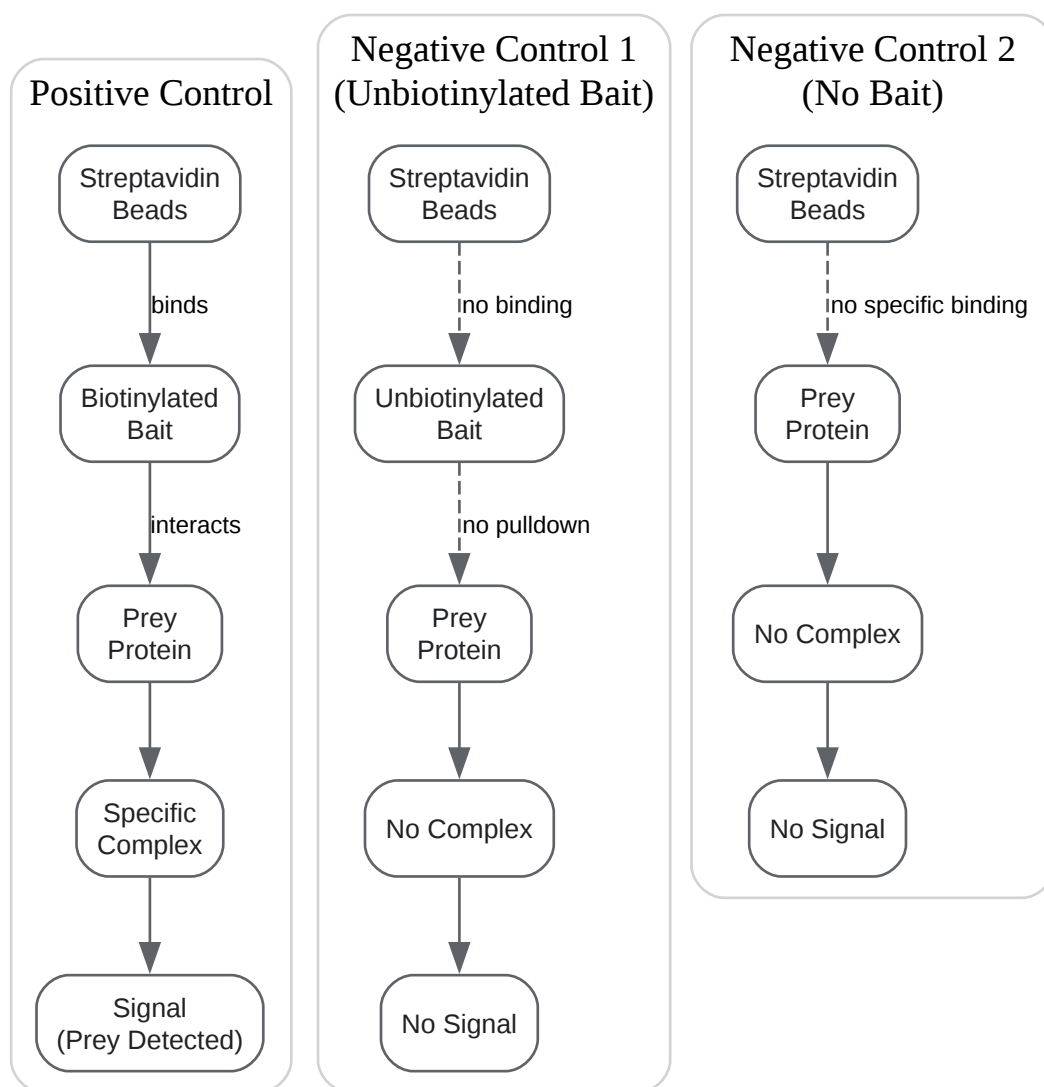 Positive Control
Streptavidin
Beads
binds
Biotinylated
Bait
interacts
Prey
Protein
Specific
Complex
Signal
(Prey Detected)
Negative Control 1
(Unbiotinylated Bait)
Streptavidin
Beads
no binding
Unbiotinylated
Bait
no pulldown
Prey
Protein
No Complex
No Signal
Negative Control 2
(No Bait)
Streptavidin
Beads
no specific binding
Prey
Protein
No Complex
No Signal